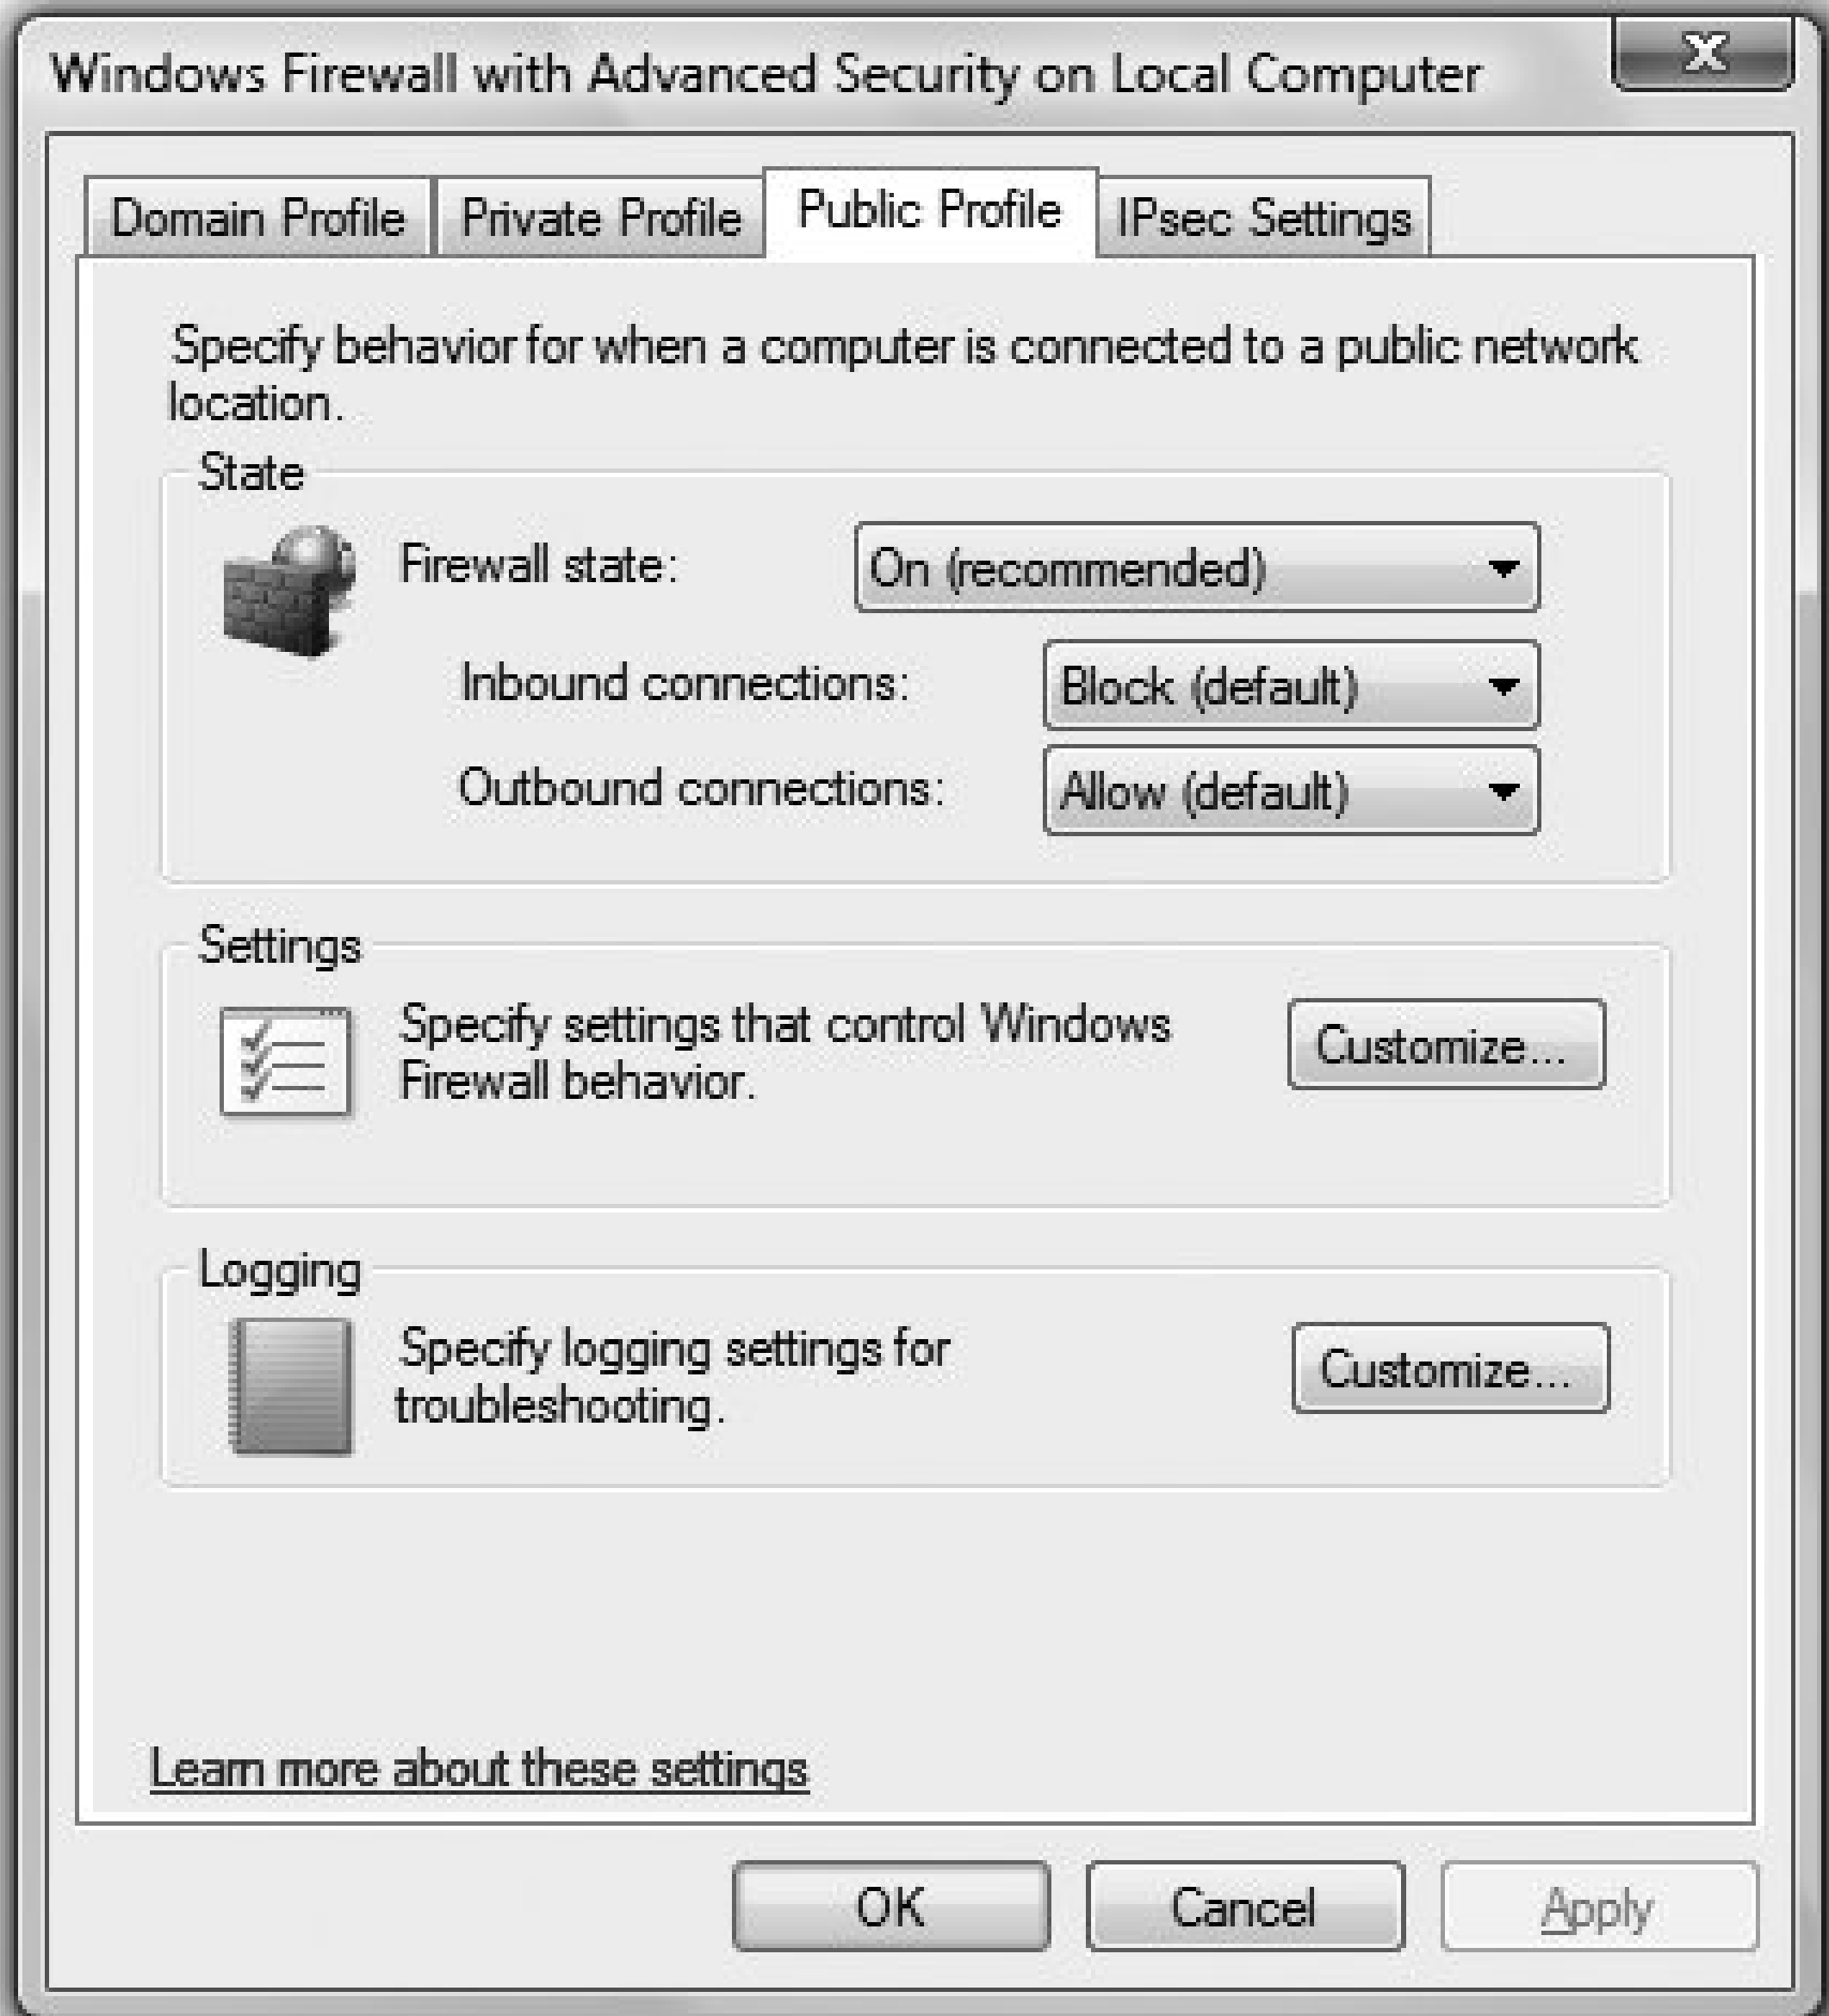 Windows Firewall with Advanced Security on Local Computer
Domain Profile
Private Profile
Public Profile
IPsec Settings
Specify behavior for when a computer is connected to a public network
location.
State
Firewall state:
On (recommended)
Inbound connections:
Block (default)
Outbound connections:
Allow (default)
Settings
Specify settings that control Windows
Firewall behavior.
Customize...
Logging
Specify logging settings for
troubleshooting.
Customize...
Learn more about these settings
OK
Cancel
Apply